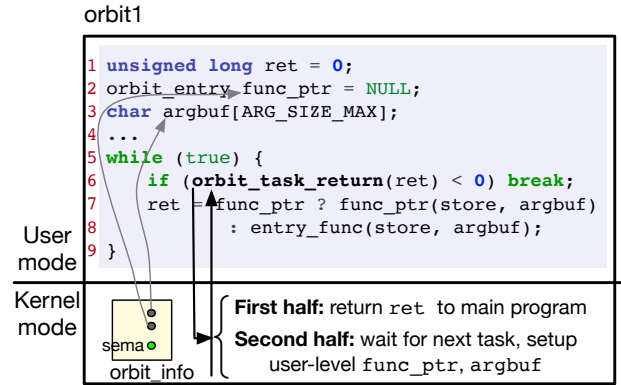 orbit1
1 unsigned long ret = 0;
2 orbit_entry func_ptr = NULL;
3 char argbuf[ARG_SIZE_MAX];
4 ...
5 while (true) {
6 if (orbit_task_return(ret) < 0) break;
7 ret = func_ptr ? func_ptr(store, argbuf)
8 : entry_func(store, argbuf);
9 }
User
mode
Kernel
mode
First half: return ret to main program
Second half: wait for next task, setup
user-level func_ptr, argbuf
sema
orbit_info